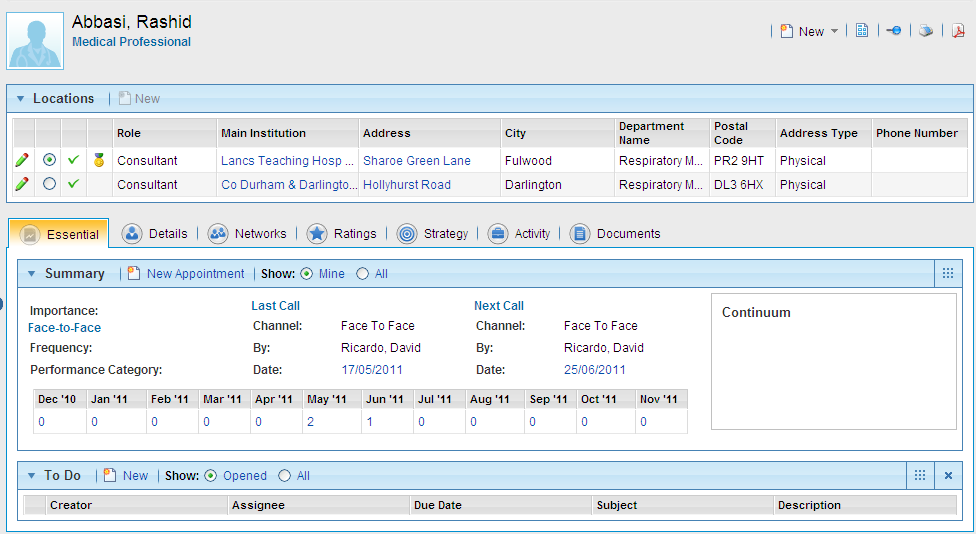 Abbasi, Rashid
Medical Professional
New
Locations New
Role Main Institution Address City Department Name Postal Code Address Type Phone Number
Consultant Lancs Teaching Hosp ... Sharoe Green Lane Fulwood Respiratory M... PR2 9HT Physical
Consultant Co Durham & Darlingto... Hollyhurst Road Darlington Respiratory M... DL3 6HX Physical
Essential Details Networks Ratings Strategy Activity Documents
Summary New Appointment Show: Mine All
Importance: Last Call Next Call Continuum
Face-to-Face Channel: Face To Face Channel: Face To Face
Frequency: By: Ricardo, David By: Ricardo, David
Performance Category: Date: 17/05/2011 Date: 25/06/2011
Dec '10 Jan '11 Feb '11 Mar '11 Apr '11 May '11 Jun '11 Jul '11 Aug '11 Sep '11 Oct '11 Nov '11
0 0 0 0 0 2 1 0 0 0 0 0
To Do New Show: Opened All
Creator Assignee Due Date Subject Description